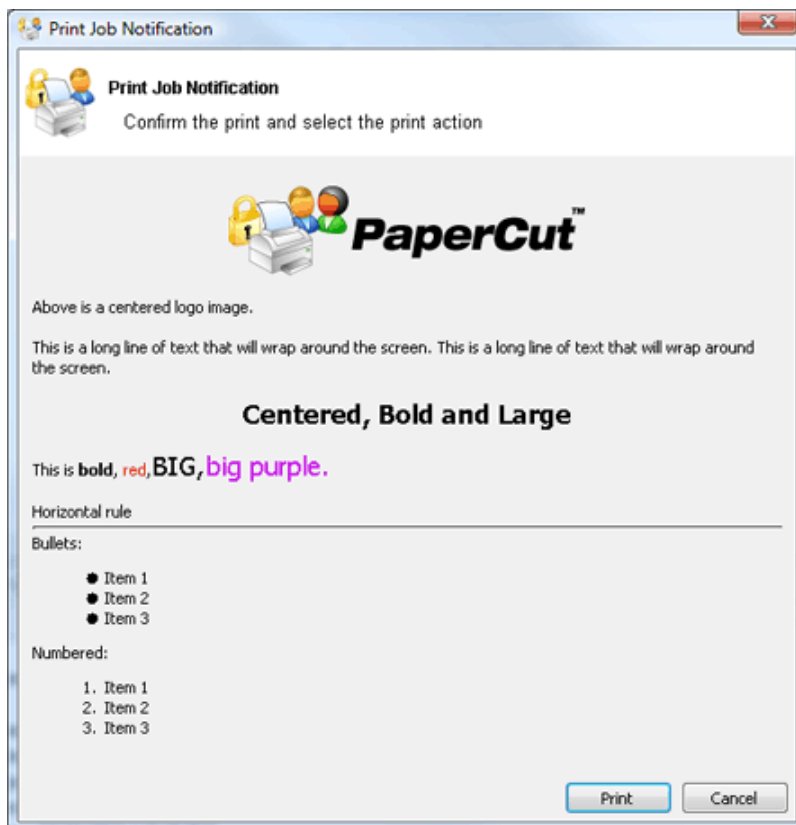 Print Job Notification
Print Job Notification
Confirm the print and select the print action
PaperCut™
Above is a centered logo image.
This is a long line of text that will wrap around the screen. This is a long line of text that will wrap around
the screen.
Centered, Bold and Large
This is bold, red,BIG,big purple.
Horizontal rule
Bullets:
● Item 1
● Item 2
● Item 3
Numbered:
1. Item 1
2. Item 2
3. Item 3
Print Cancel